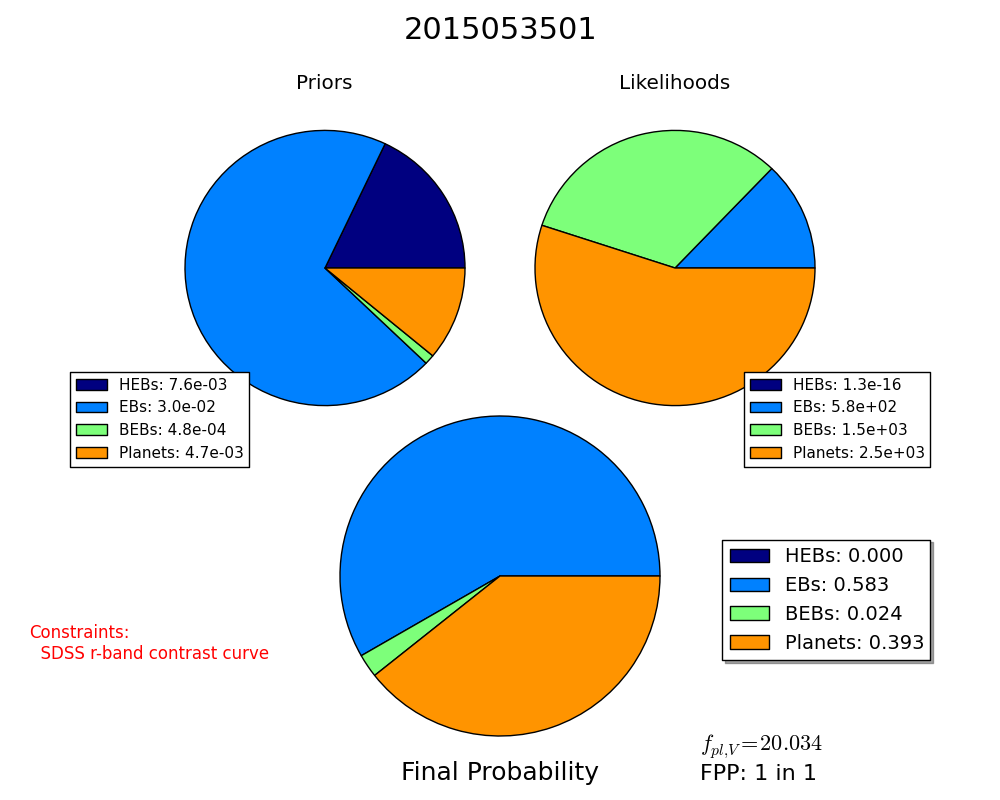 2015053501
Priors
Likelihoods
HEBs: 7.6e-03
EBs: 3.0e-02
BEBs: 4.8e-04
Planets: 4.7e-03
HEBs: 1.3e-16
EBs: 5.8e+02
BEBs: 1.5e+03
Planets: 2.5e+03
HEBs: 0.000
EBs: 0.583
BEBs: 0.024
Planets: 0.393
Constraints:
SDSS r-band contrast curve
f_{pl,V}=20.034
FPP: 1 in 1
Final Probability